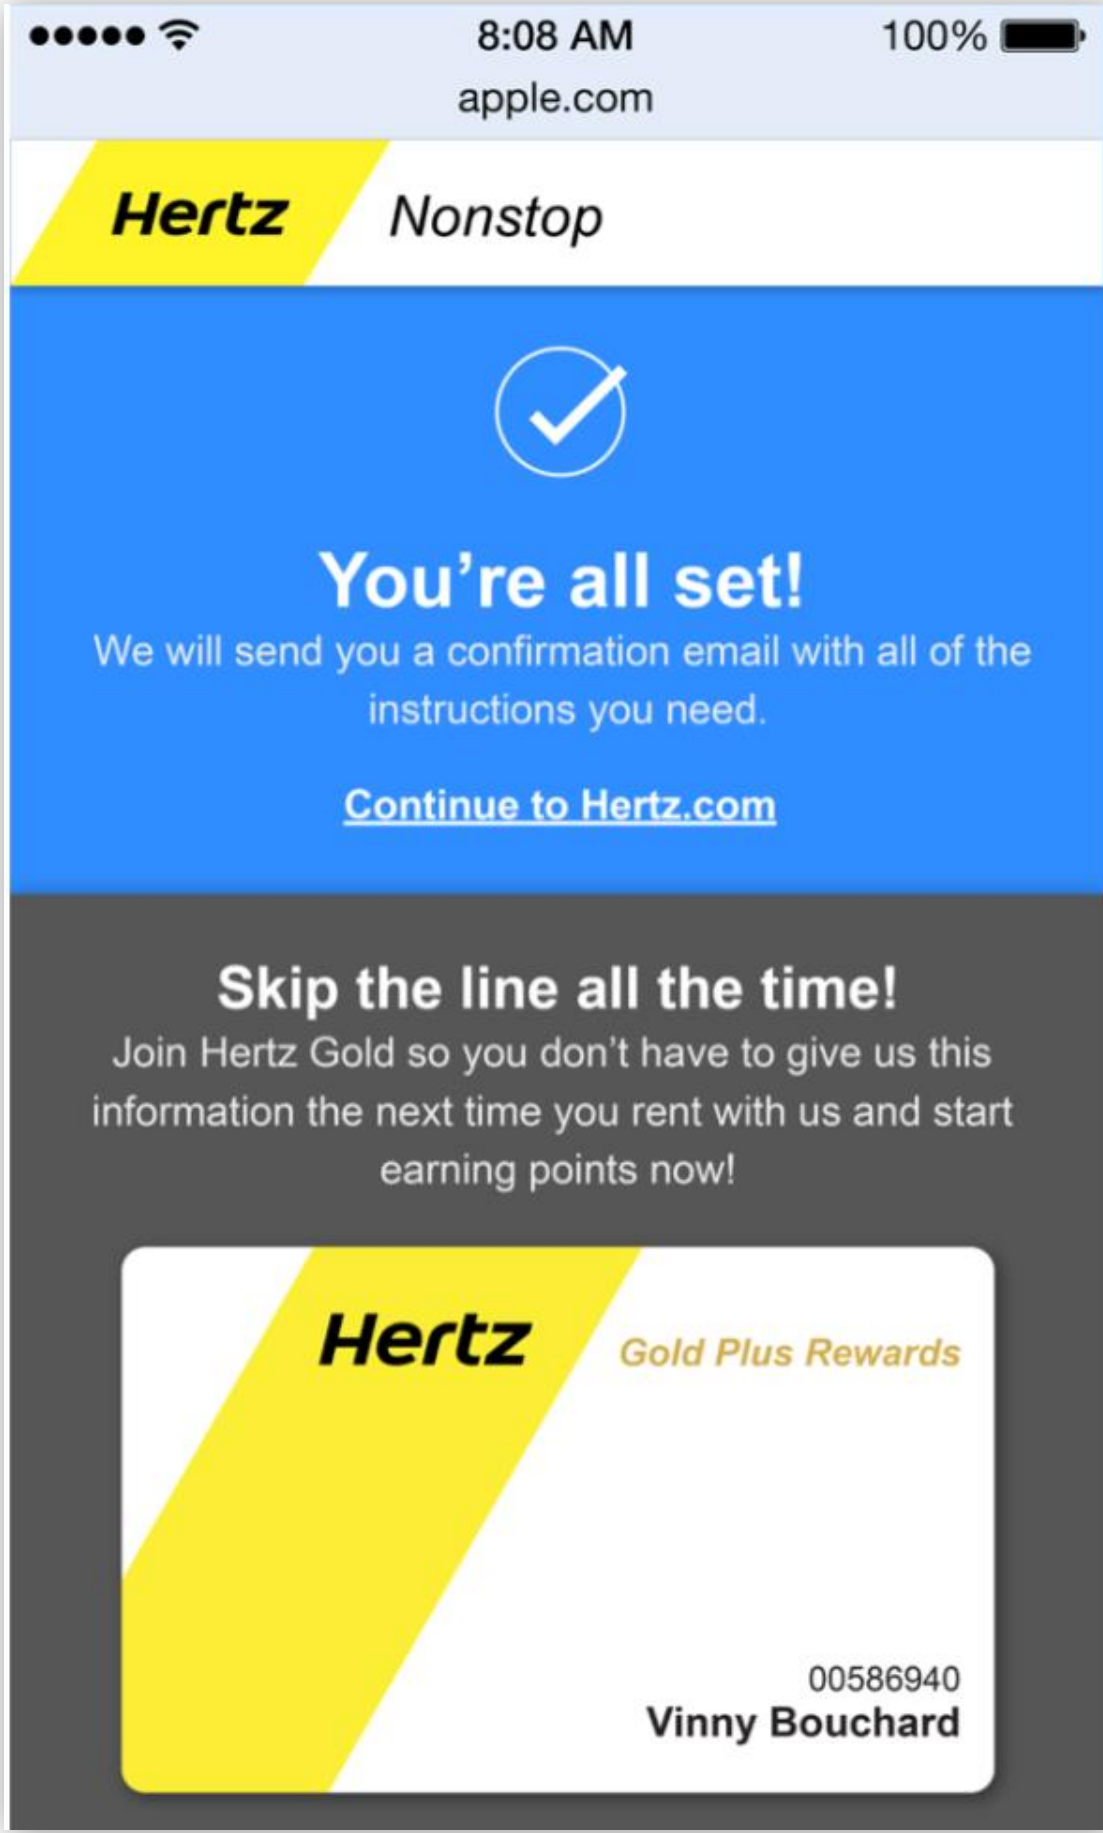 8:08 AM
100%
apple.com
Hertz Nonstop
You’re all set!
We will send you a confirmation email with all of the
instructions you need.
Continue to Hertz.com
Skip the line all the time!
Join Hertz Gold so you don’t have to give us this
information the next time you rent with us and start
earning points now!
Hertz Gold Plus Rewards
00586940
Vinny Bouchard